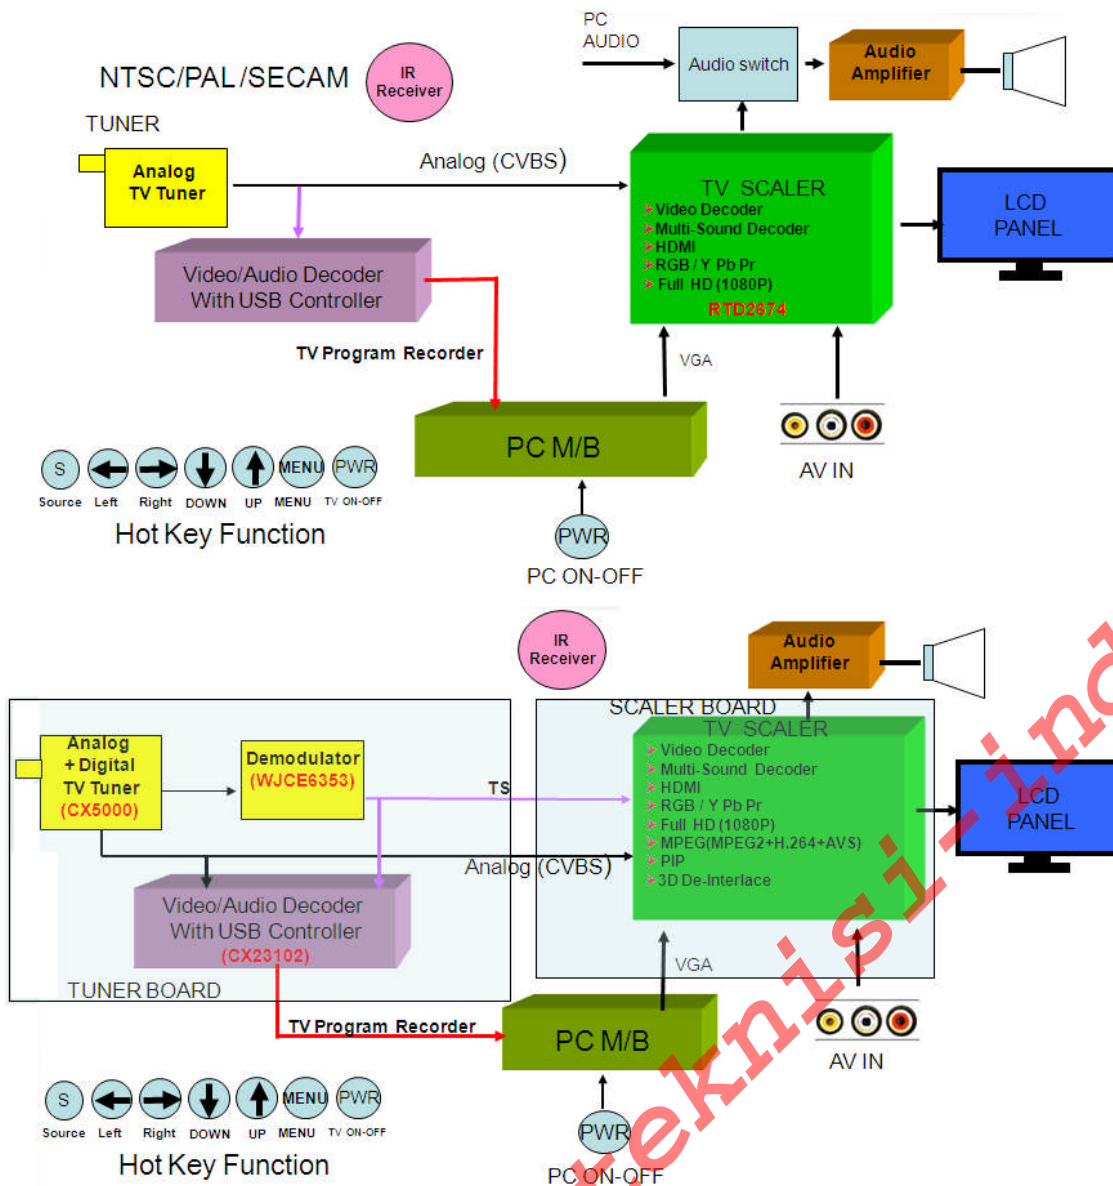 PC
AUDIO
Audio switch
Audio
Amplifier
NTSC/PAL/SECAM
IR
Receiver
TUNER
Analog
TV Tuner
Analog (CVBS)
TV SCALER
Video Decoder
Multi-Sound Decoder
HDMI
RGB / Y Pb Pr
Full HD (1080P)
RTD2674
LCD
PANEL
Video/Audio Decoder
With USB Controller
TV Program Recorder
VGA
PC M/B
AV IN
S
MENU
PWR
Source Left Right DOWN UP MENU TV ON-OFF
Hot Key Function
PWR
PC ON-OFF
IR
Receiver
Audio
Amplifier
SCALER BOARD
TV SCALER
Analog
+ Digital
TV Tuner
(CX5000)
Demodulator
(WJCE6353)
TS
Video Decoder
Multi-Sound Decoder
HDMI
RGB / Y Pb Pr
Full HD (1080P)
MPEG(MPEG2+H.264+AVS)
PIP
3D De-Interlace
LCD
PANEL
Analog (CVBS)
Video/Audio Decoder
With USB Controller
(CX23102)
TUNER BOARD
VGA
TV Program Recorder
PC M/B
AV IN
S
MENU
PWR
Source Left Right DOWN UP MENU TV ON-OFF
Hot Key Function
PWR
PC ON-OFF
teknisi-ind